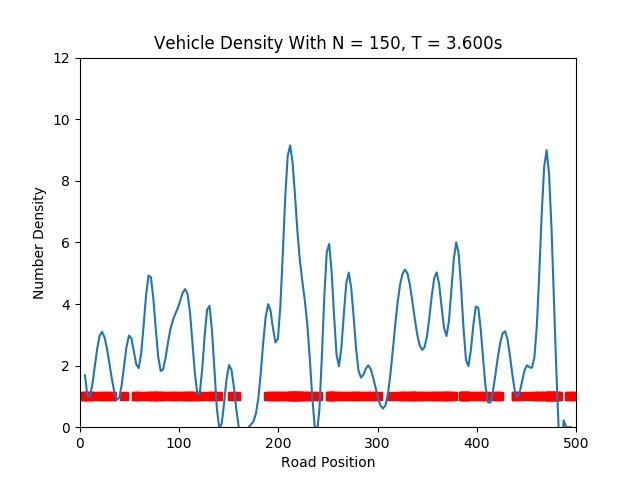 Vehicle Density With N = 150, T = 3.600s
12
10
8
6
4
2
0
Number Density
0 100 200 300 400 500
Road Position